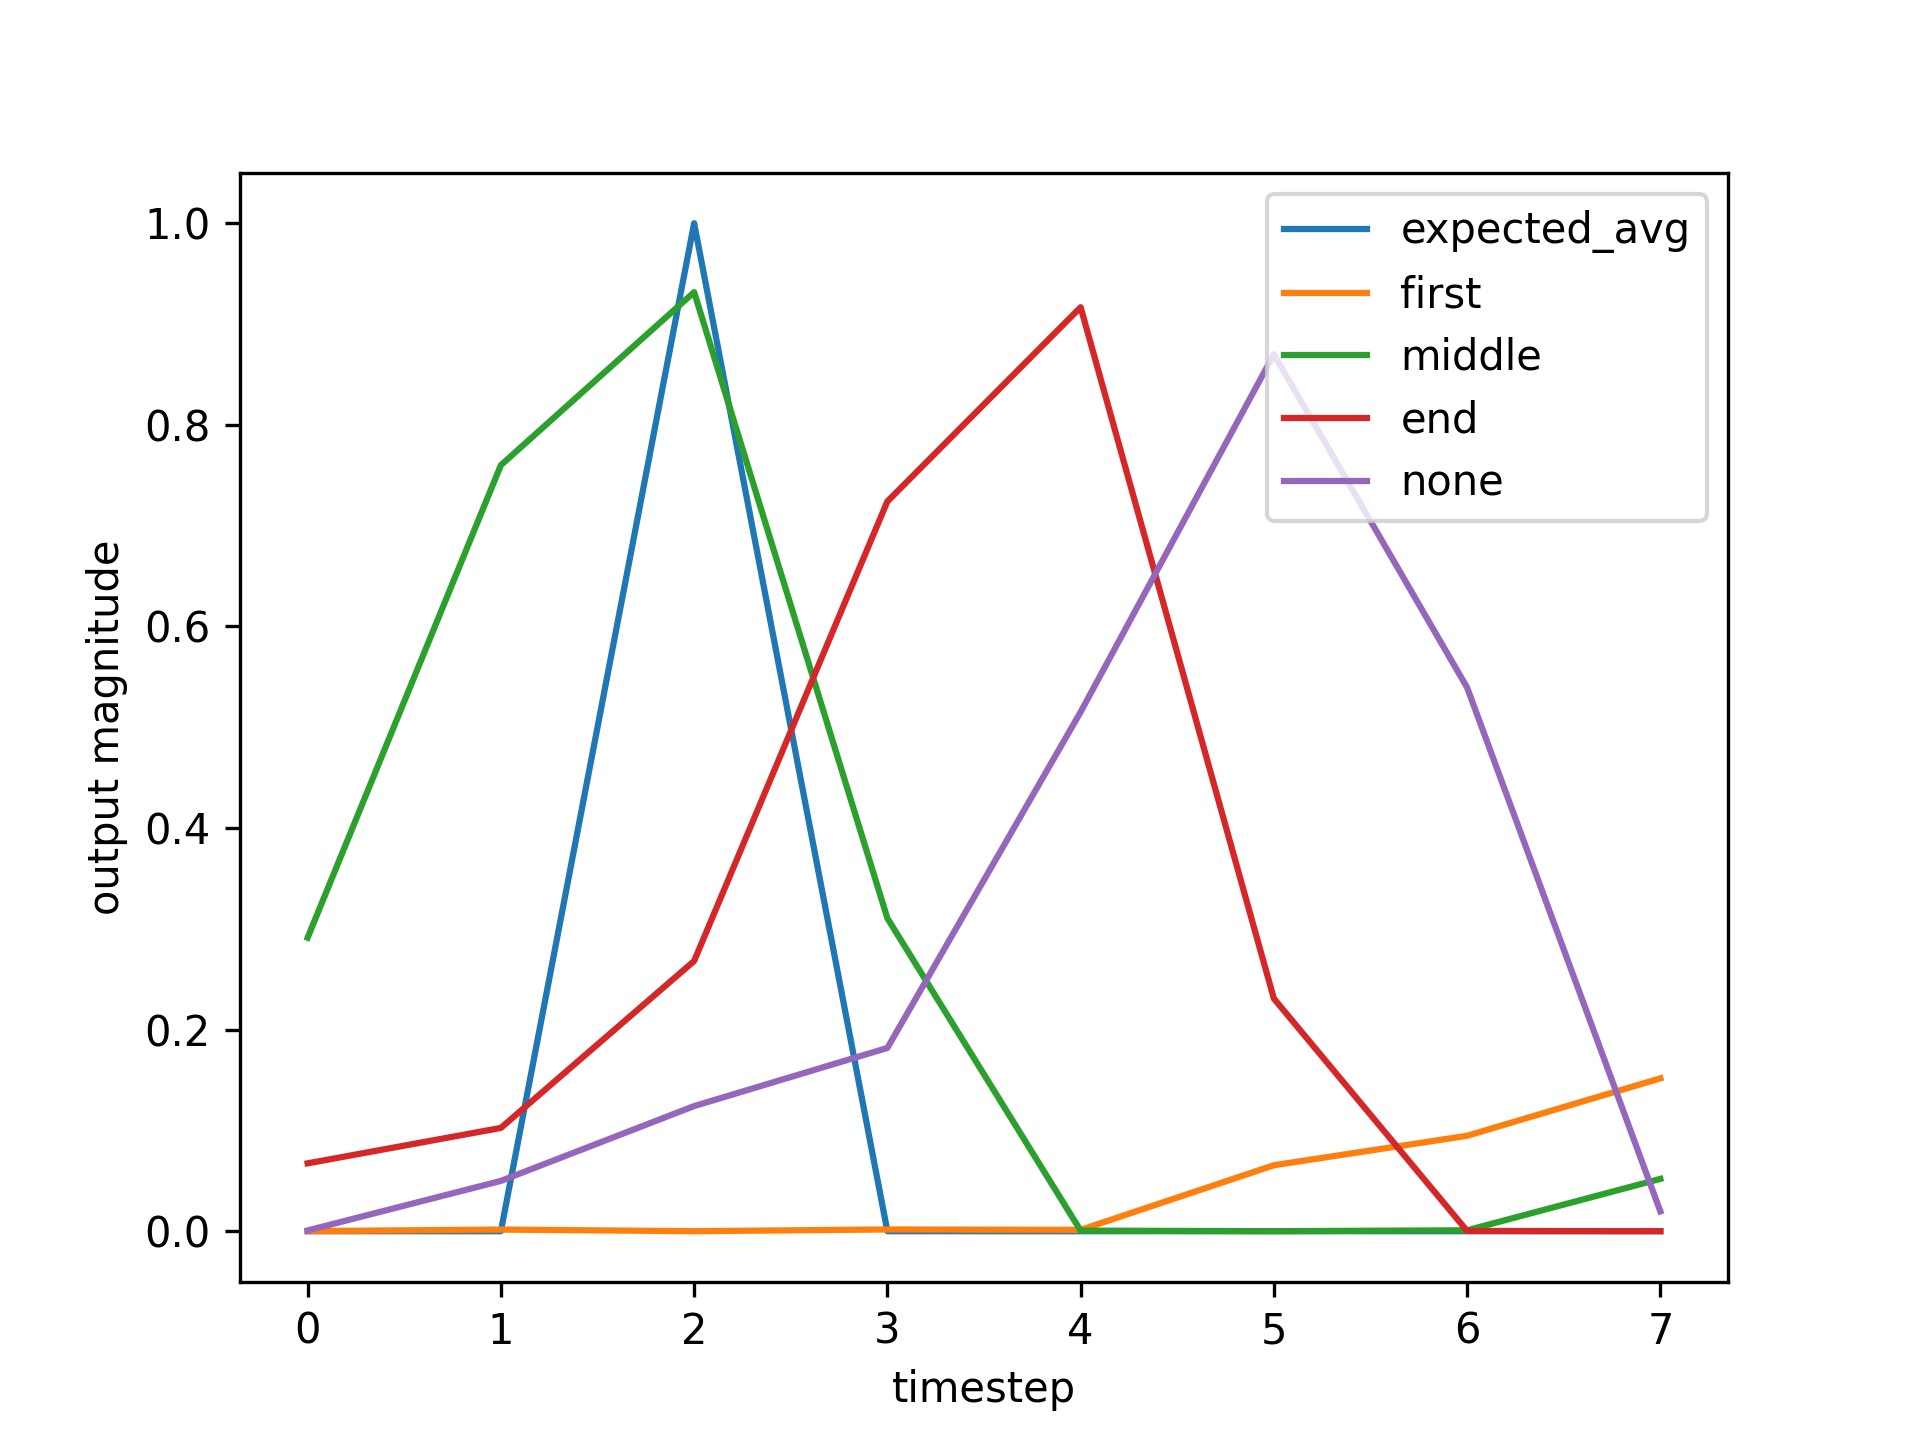 1.0
0.8
0.6
0.4
0.2
0.0
output magnitude
expected_avg
first
middle
end
none
0 1 2 3 4 5 6 7
timestep